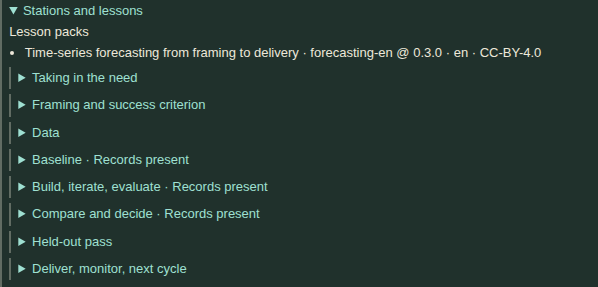 Stations and lessons
Lesson packs
Time-series forecasting from framing to delivery · forecasting-en @ 0.3.0 · en · CC-BY-4.0
Taking in the need
Framing and success criterion
Data
Baseline · Records present
Build, iterate, evaluate · Records present
Compare and decide · Records present
Held-out pass
Deliver, monitor, next cycle